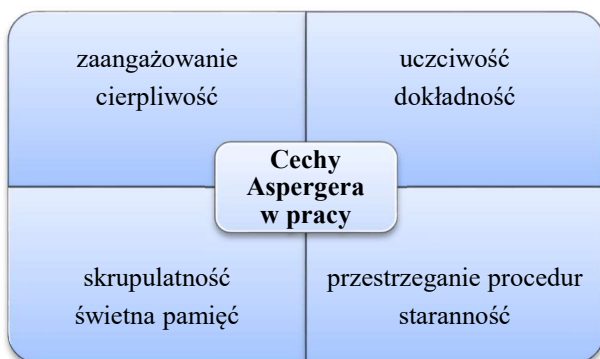 zaangażowanie
cierpliwość
uczciwość
dokładność
Cechy
Aspergera
w pracy
skrupulatność
świetna pamięć
przestrzeganie procedur
staranność